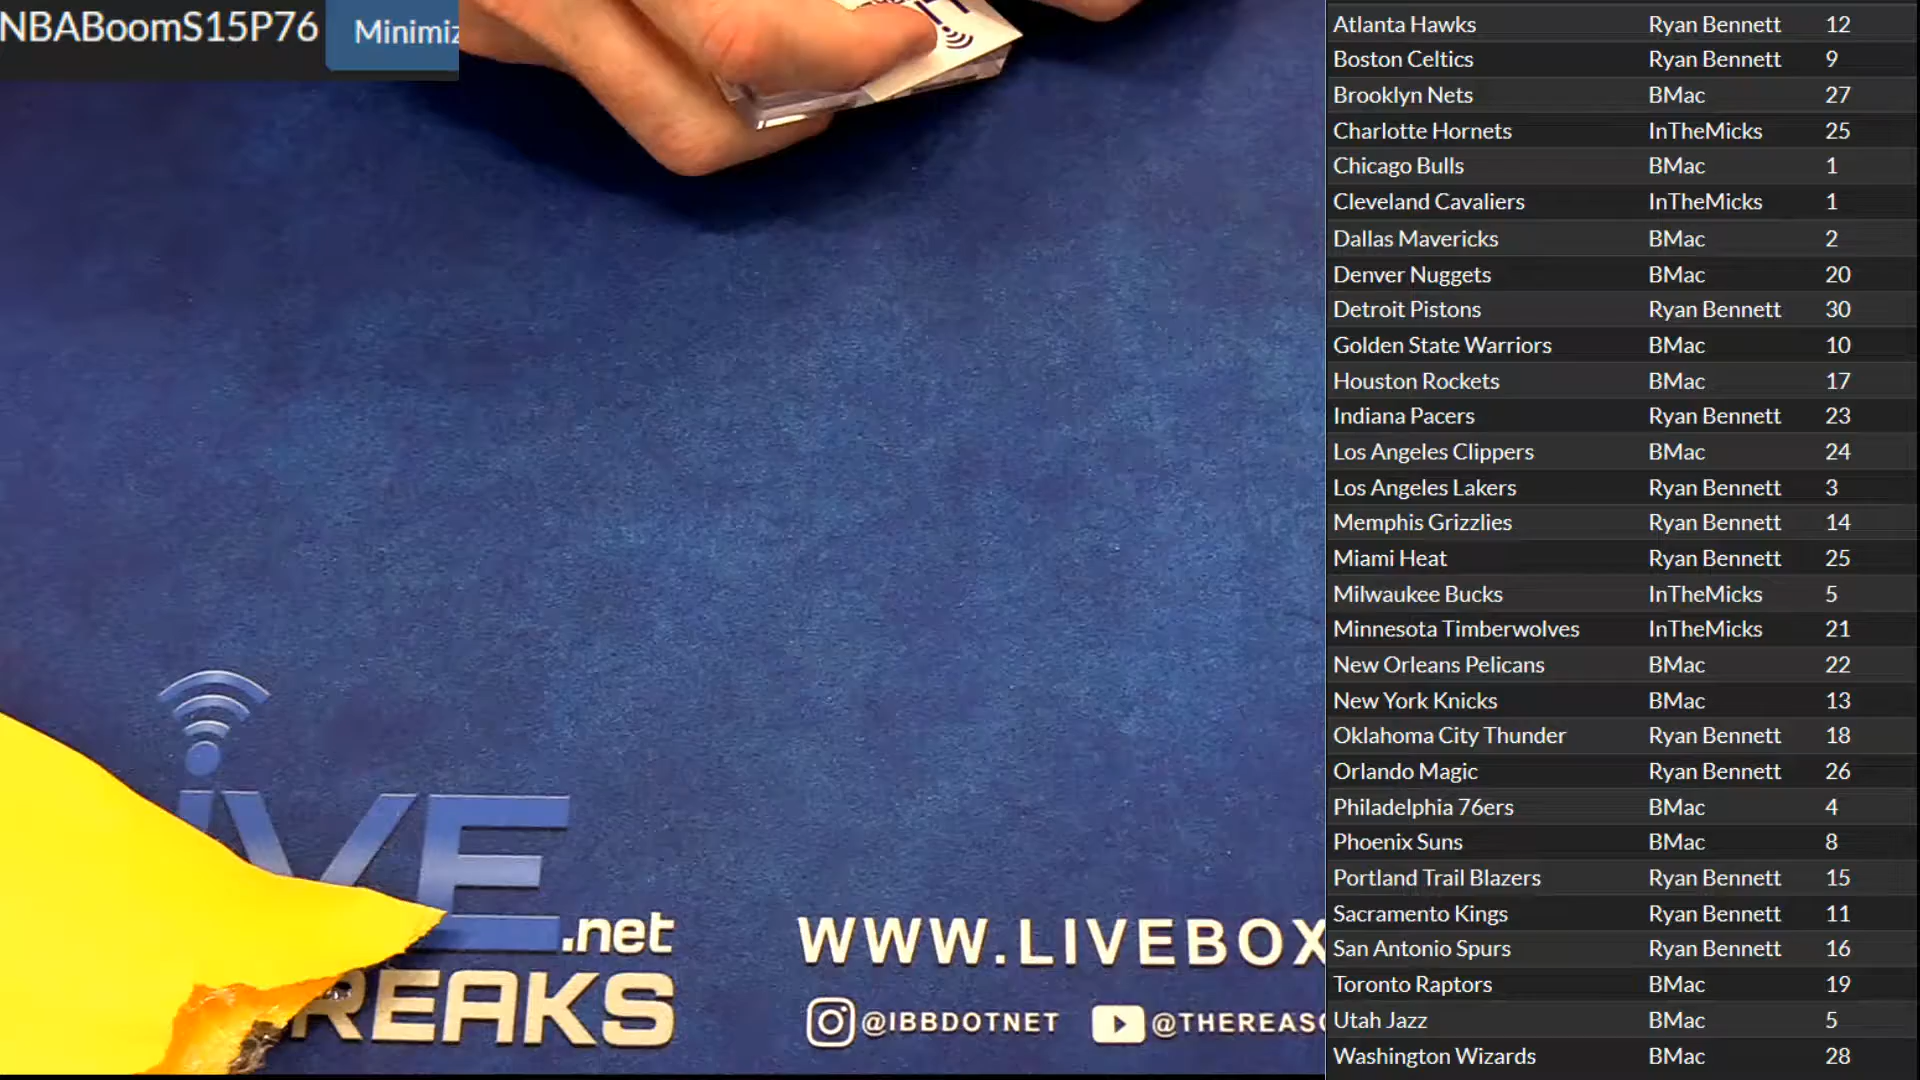 NBABoomS15P76
Minimiz
Atlanta Hawks Ryan Bennett 12
Boston Celtics Ryan Bennett 9
Brooklyn Nets BMac 27
Charlotte Hornets InTheMicks 25
Chicago Bulls BMac 1
Cleveland Cavaliers InTheMicks 1
Dallas Mavericks BMac 2
Denver Nuggets BMac 20
Detroit Pistons Ryan Bennett 30
Golden State Warriors BMac 10
Houston Rockets BMac 17
Indiana Pacers Ryan Bennett 23
Los Angeles Clippers BMac 24
Los Angeles Lakers Ryan Bennett 3
Memphis Grizzlies Ryan Bennett 14
Miami Heat Ryan Bennett 25
Milwaukee Bucks InTheMicks 5
Minnesota Timberwolves InTheMicks 21
New Orleans Pelicans BMac 22
New York Knicks BMac 13
Oklahoma City Thunder Ryan Bennett 18
Orlando Magic Ryan Bennett 26
Philadelphia 76ers BMac 4
Phoenix Suns BMac 8
Portland Trail Blazers Ryan Bennett 15
Sacramento Kings Ryan Bennett 11
San Antonio Spurs Ryan Bennett 16
Toronto Raptors BMac 19
Utah Jazz BMac 5
Washington Wizards BMac 28
iVE
.net
REAKS
WWW.LIVEBOX
@IBBDOTNET
@THEREASO